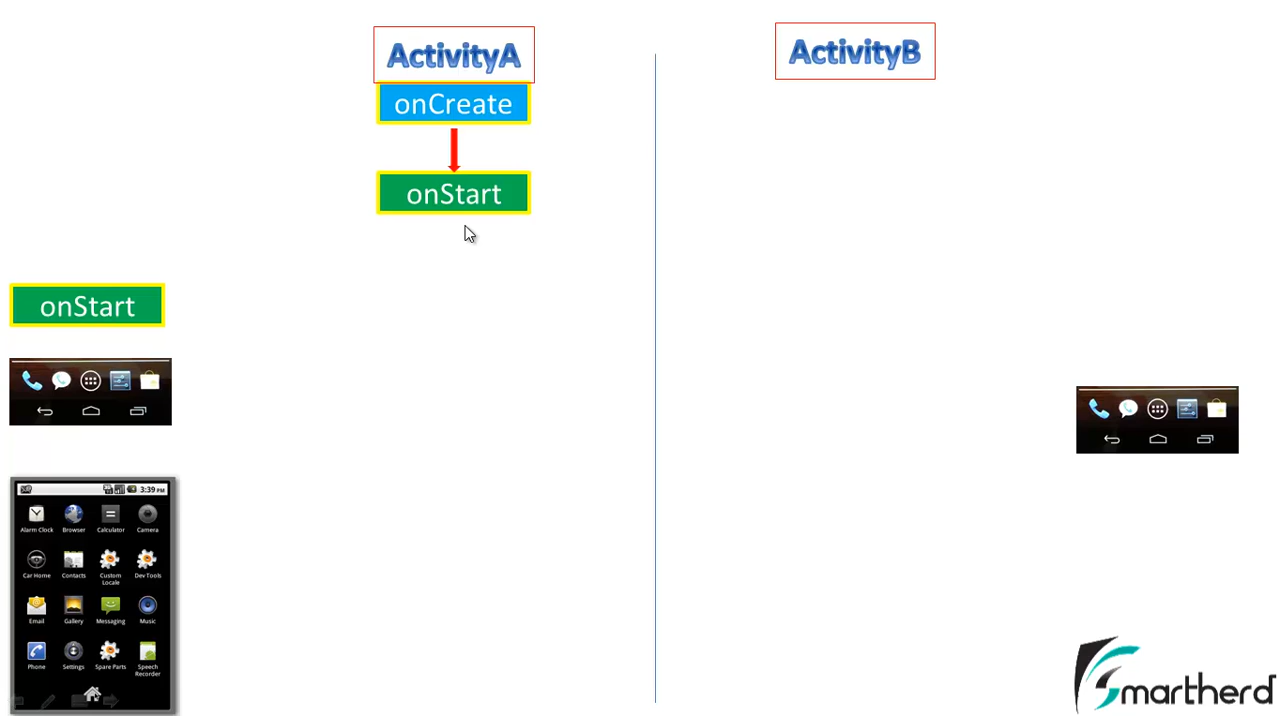 ActivityA
ActivityB
onCreate
onStart
onStart
3:39 PM
Alarm Clock Browser Calculator Camera
Car Home Contacts Custom Locale Dev Tools
Email Gallery Messaging Music
Phone Settings Spare Parts Speech Recorder
Smartherd